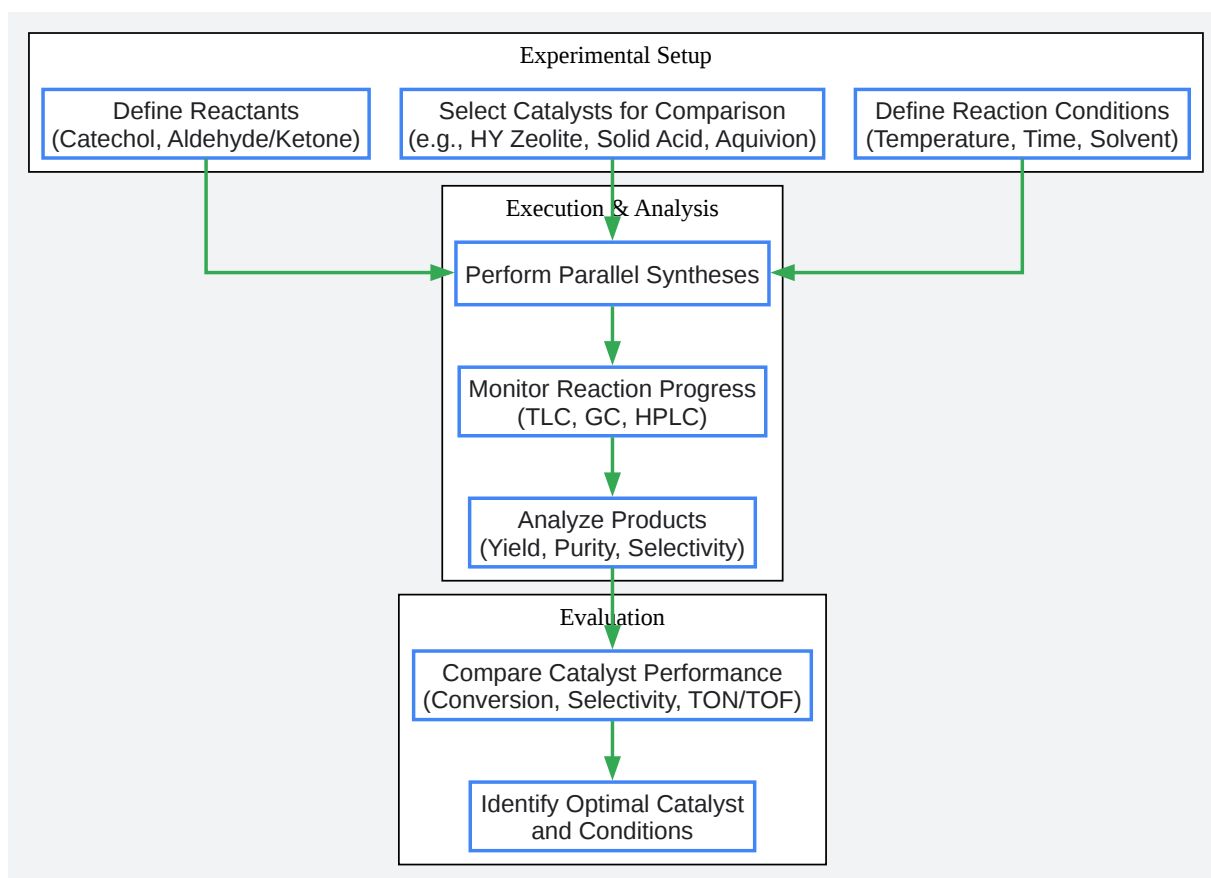 Experimental Setup
Define Reactants
(Catechol, Aldehyde/Ketone)
Select Catalysts for Comparison
(e.g., HY Zeolite, Solid Acid, Aquivion)
Define Reaction Conditions
(Temperature, Time, Solvent)
Execution & Analysis
Perform Parallel Syntheses
Monitor Reaction Progress
(TLC, GC, HPLC)
Analyze Products
(Yield, Purity, Selectivity)
Evaluation
Compare Catalyst Performance
(Conversion, Selectivity, TON/TOF)
Identify Optimal Catalyst
and Conditions